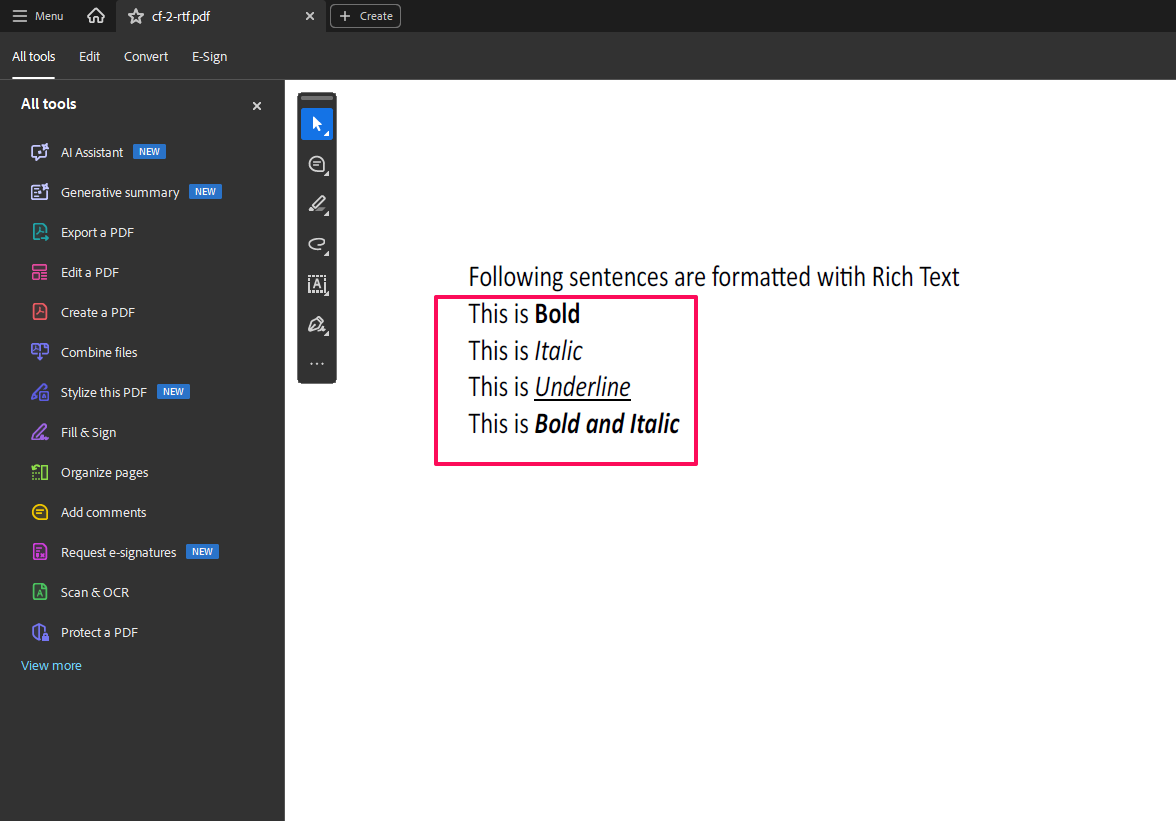 Menu
cf-2-rtf.pdf
Create
All tools
Edit
Convert
E-Sign
All tools
AI Assistant NEW
Generative summary NEW
Export a PDF
Edit a PDF
Create a PDF
Combine files
Stylize this PDF NEW
Fill & Sign
Organize pages
Add comments
Request e-signatures NEW
Scan & OCR
Protect a PDF
View more
A
Following sentences are formatted witih Rich Text
This is Bold
This is Italic
This is Underline
This is Bold and Italic